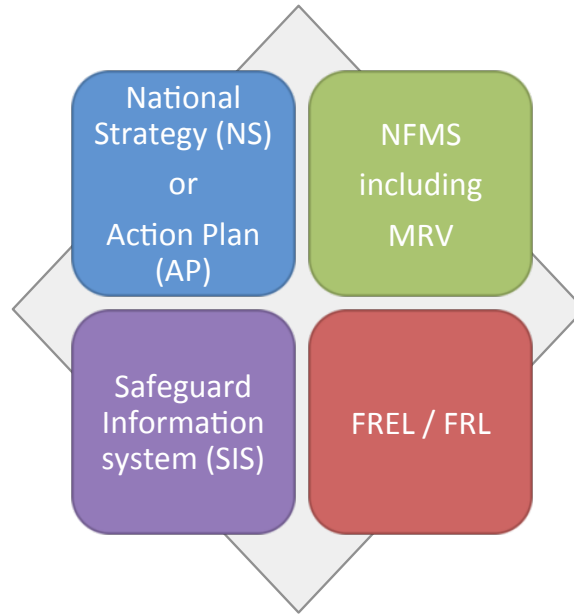 National
Strategy (NS)
or
Action Plan
(AP)
NFMS
including
MRV
Safeguard
Information
system (SIS)
FREL / FRL